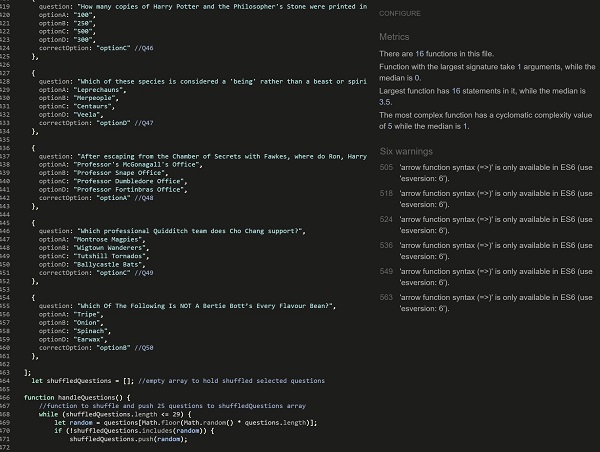 419 question: "How many copies of Harry Potter and the Philosopher's Stone were printed in
420 optionA: "100",
421 optionB: "250",
422 optionC: "500",
423 optionD: "300",
424 correctOption: "optionC" //Q46
425 },
426
427 {
428 question: "Which of these species is considered a 'being' rather than a beast or spiri
429 optionA: "Leprechauns",
430 optionB: "Merpeople",
431 optionC: "Centaurs",
432 optionD: "Veela",
433 correctOption: "optionD" //Q47
434 },
435
436 {
437 question: "After escaping from the Chamber of Secrets with Fawkes, where do Ron, Harry
438 optionA: "Professor's McGonagall's Office",
439 optionB: "Professor Snape Office",
440 optionC: "Professor Dumbledore Office",
441 optionD: "Professor Fortinbras Office",
442 correctOption: "optionA" //Q48
443 },
444
445 {
446 question: "Which professional Quidditch team does Cho Chang support?",
447 optionA: "Montrose Magpies",
448 optionB: "Wigtown Wanderers",
449 optionC: "Tutshill Tornados",
450 optionD: "Ballycastle Bats",
451 correctOption: "optionC" //Q49
452 },
453
454 {
455 question: "Which Of The Following Is NOT A Bertie Bott's Every Flavour Bean?",
456 optionA: "Tripe",
457 optionB: "Onion",
458 optionC: "Spinach",
459 optionD: "Earwax",
460 correctOption: "optionB" //Q50
461 },
462
463 ];
464 let shuffledQuestions = []; //empty array to hold shuffled selected questions
465
466 function handleQuestions() {
467 //function to shuffle and push 25 questions to shuffledQuestions array
468 while (shuffledQuestions.length <= 29) {
469 let random = questions[Math.floor(Math.random() * questions.length)];
470 if (!shuffledQuestions.includes(random)) {
471 shuffledQuestions.push(random);
472
CONFIGURE
Metrics
There are 16 functions in this file.
Function with the largest signature take 1 arguments, while the
median is 0.
Largest function has 16 statements in it, while the median is
3.5.
The most complex function has a cyclomatic complexity value
of 5 while the median is 1.
Six warnings
505 'arrow function syntax (=>)' is only available in ES6 (use
'esversion: 6').
518 'arrow function syntax (=>)' is only available in ES6 (use
'esversion: 6').
524 'arrow function syntax (=>)' is only available in ES6 (use
'esversion: 6').
536 'arrow function syntax (=>)' is only available in ES6 (use
'esversion: 6').
549 'arrow function syntax (=>)' is only available in ES6 (use
'esversion: 6').
563 'arrow function syntax (=>)' is only available in ES6 (use
'esversion: 6').